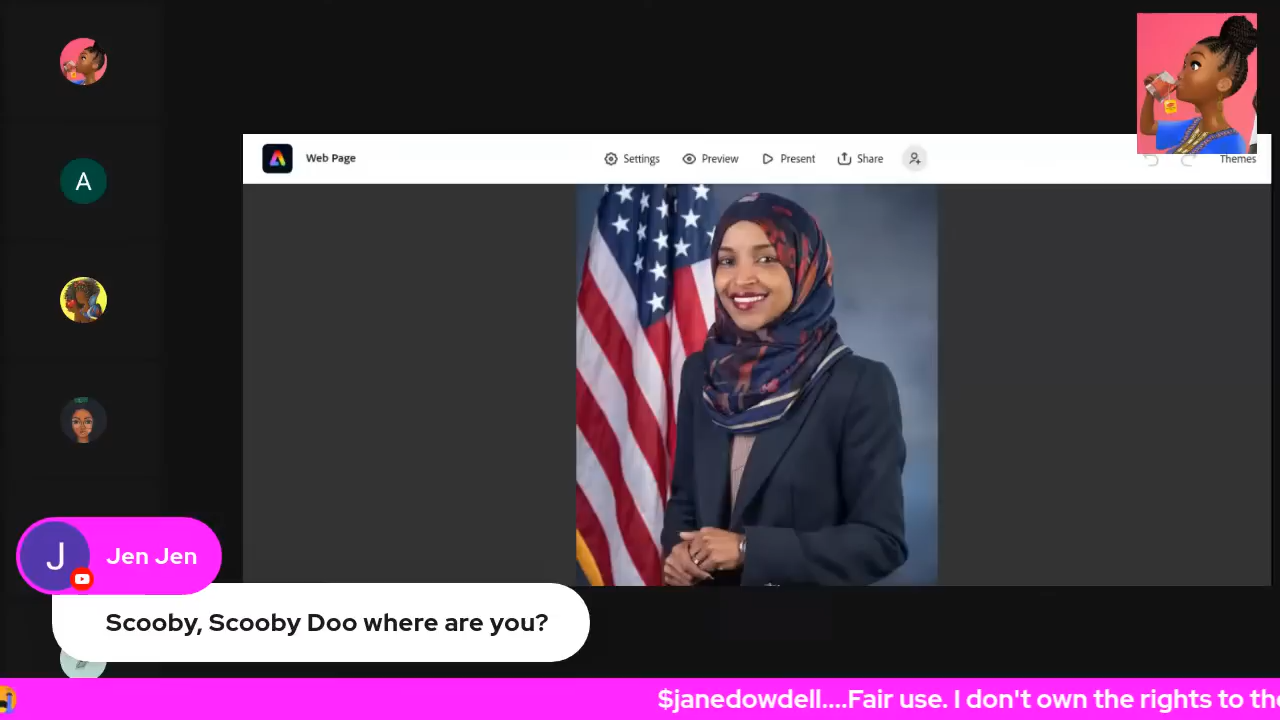 Web Page
Settings
Preview
Present
Share
Themes
A
J
Jen Jen
Scooby, Scooby Doo where are you?
$janedowdell....Fair use. I don't own the rights to the